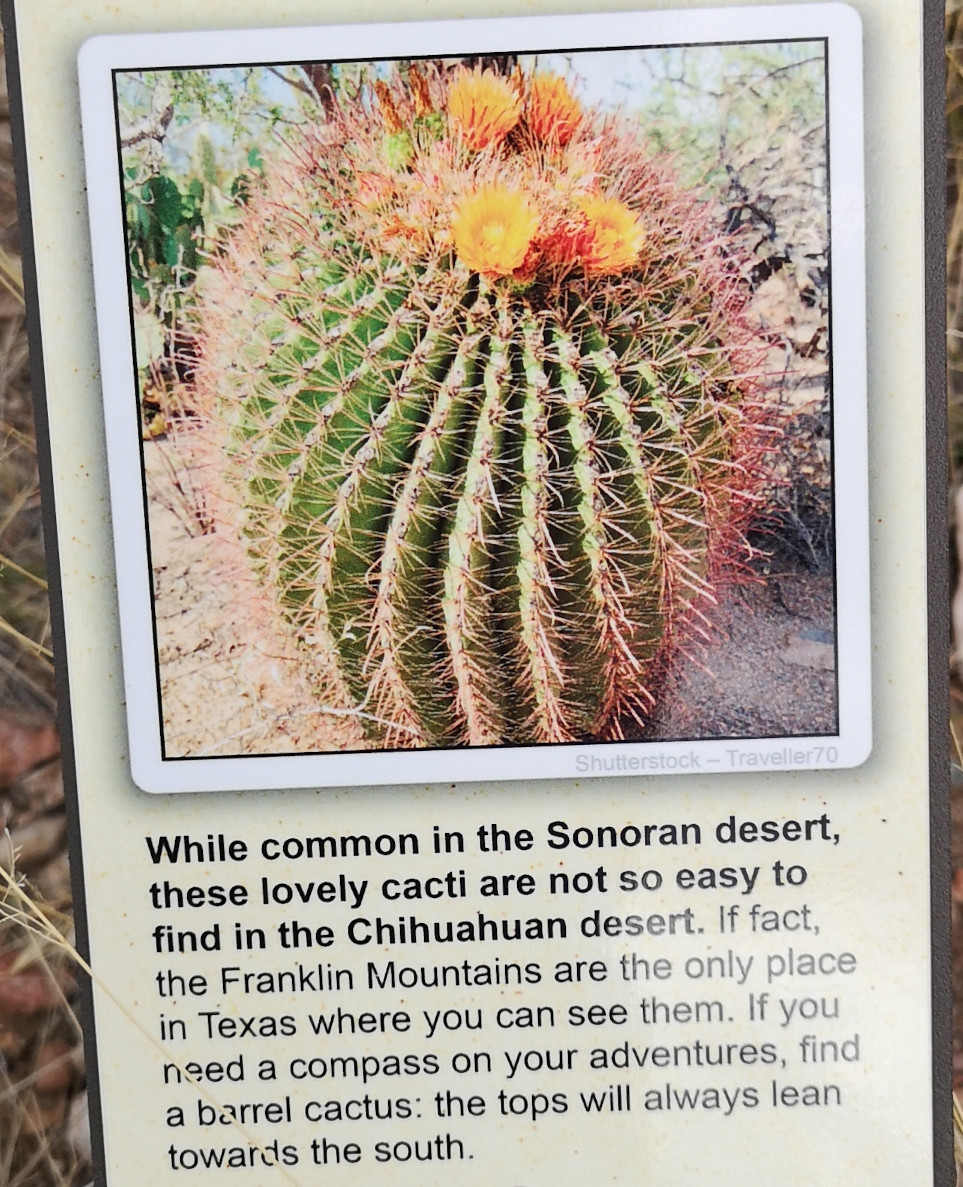 Shutterstock – Traveller70
While common in the Sonoran desert,
these lovely cacti are not so easy to
find in the Chihuahuan desert. If fact,
the Franklin Mountains are the only place
in Texas where you can see them. If you
need a compass on your adventures, find
a barrel cactus: the tops will always lean
towards the south.